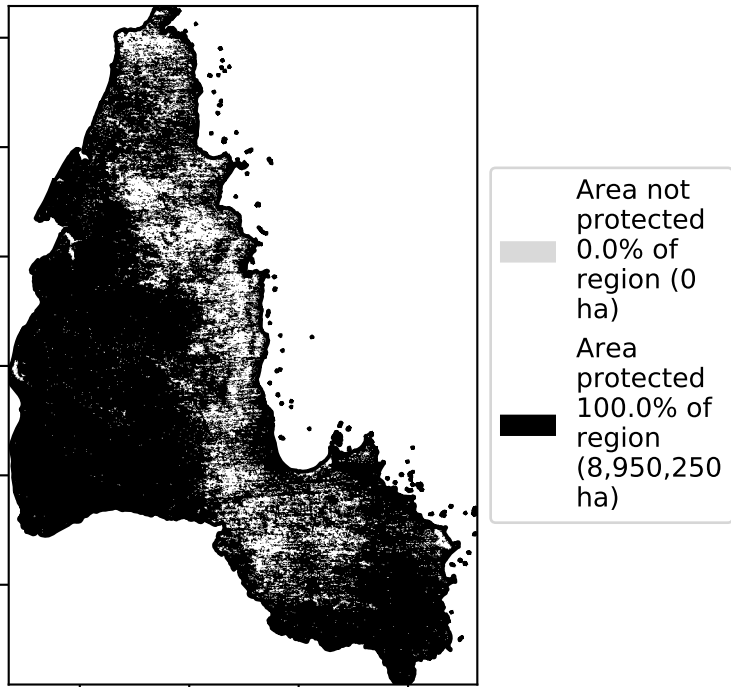 Area not
protected
0.0% of
region (0
ha)
Area
protected
100.0% of
region
(8,950,250
ha)